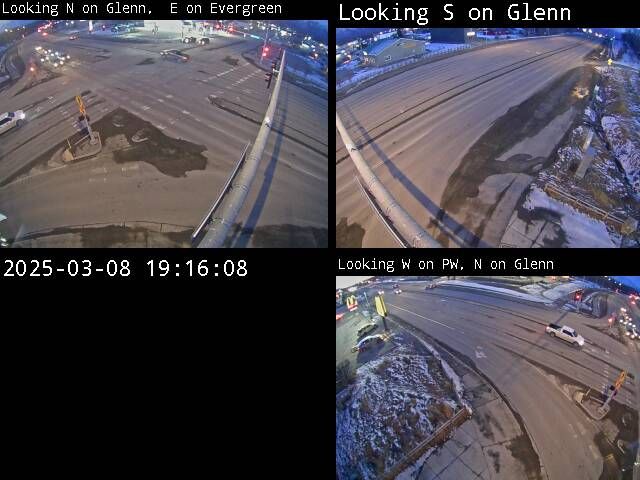 Looking N on Glenn, E on Evergreen
Looking S on Glenn
2025-03-08 19:16:08
Looking W on PW, N on Glenn